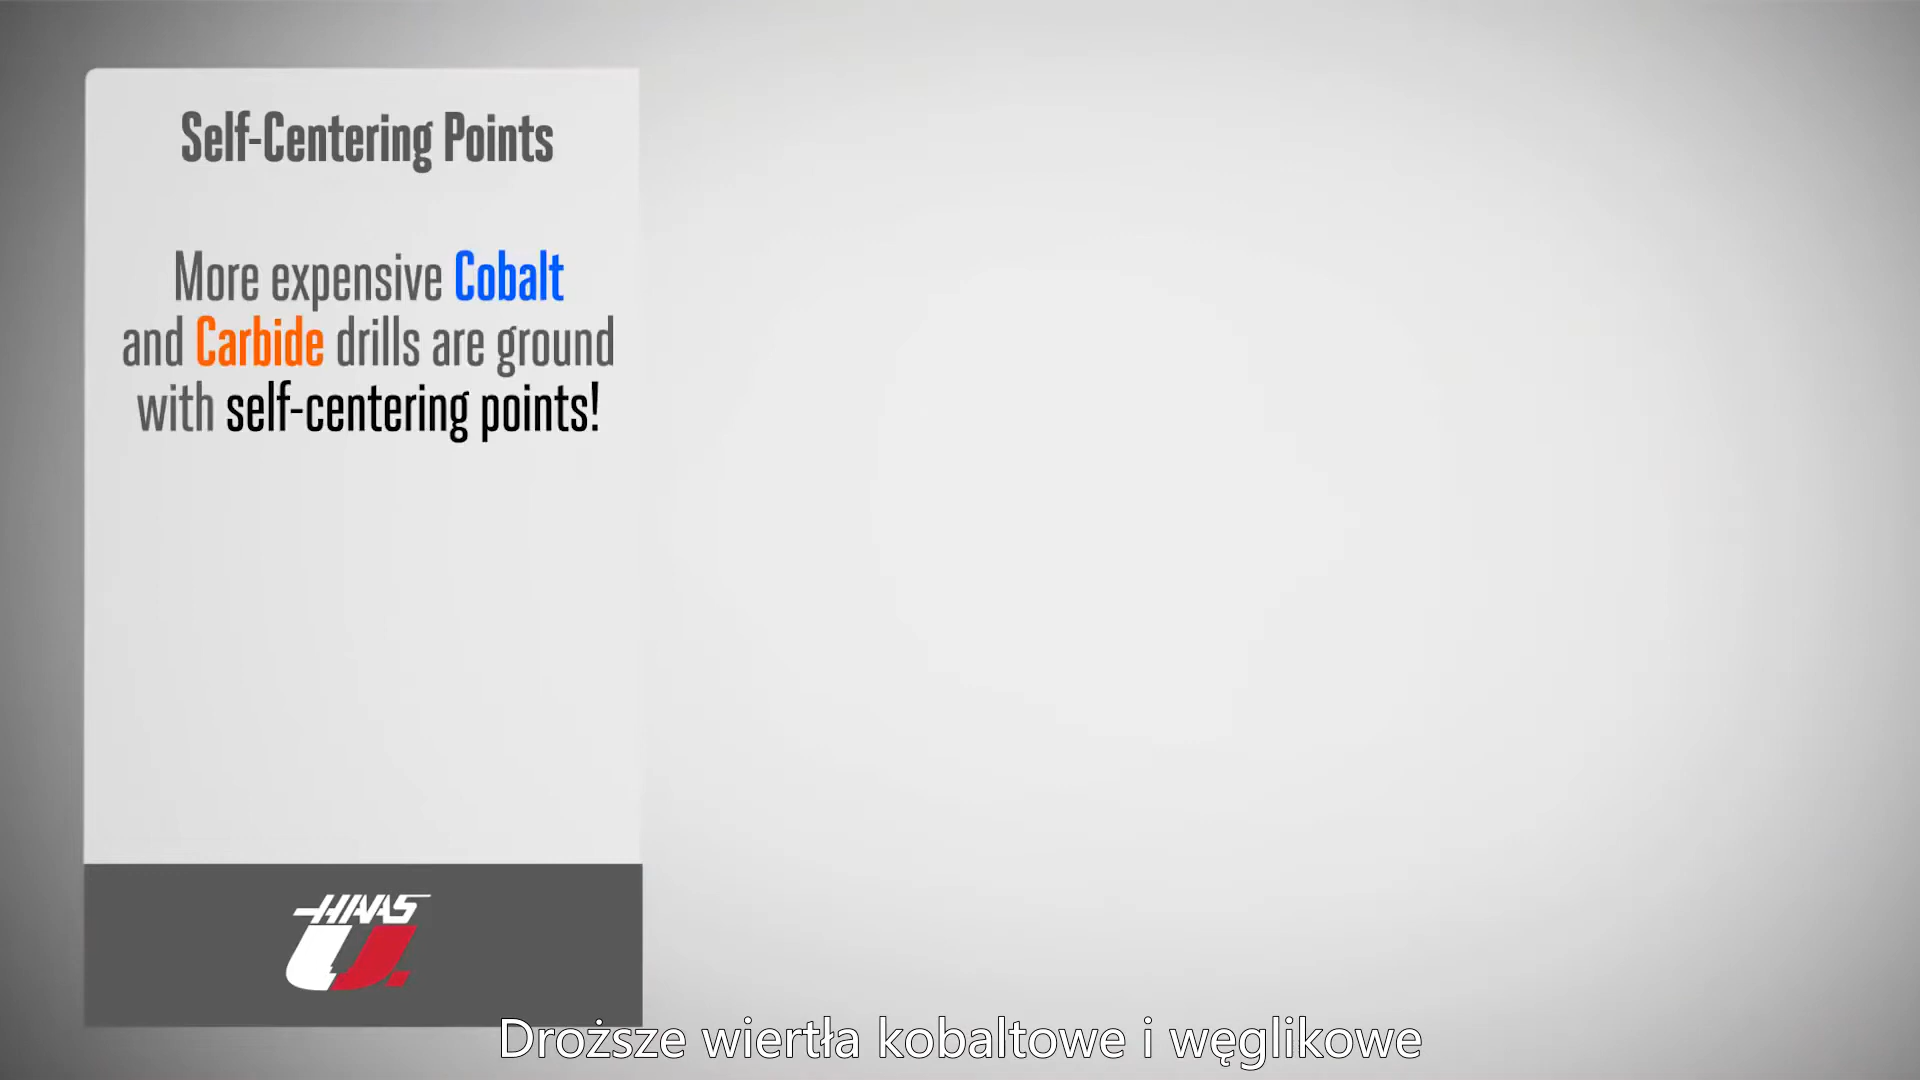 Self-Centering Points
More expensive Cobalt
and Carbide drills are ground
with self-centering points!
HAAS
U.
Droższe wiertła kobaltowe i węglikowe